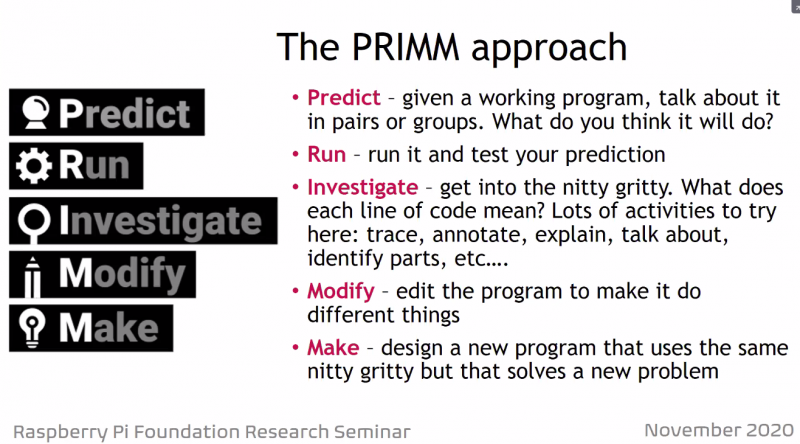 The PRIMM approach
Predict
Run
Investigate
Modify
Make
• Predict – given a working program, talk about it
in pairs or groups. What do you think it will do?
• Run – run it and test your prediction
• Investigate – get into the nitty gritty. What does
each line of code mean? Lots of activities to try
here: trace, annotate, explain, talk about,
identify parts, etc….
• Modify – edit the program to make it do
different things
• Make – design a new program that uses the same
nitty gritty but that solves a new problem
Raspberry Pi Foundation Research Seminar
November 2020